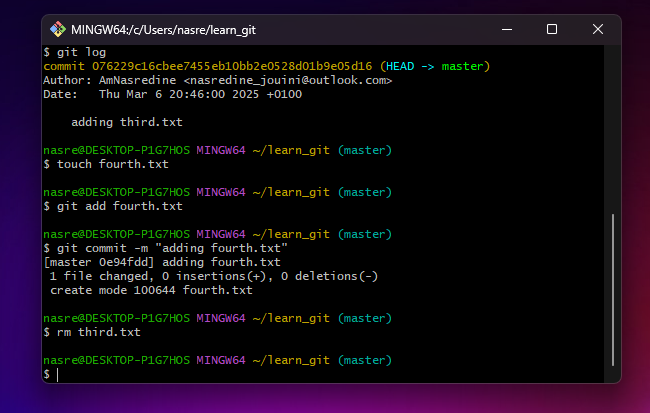 MINGW64:/c/Users/nasre/learn_git
$ git log
commit 076229c16cbee7455eb10bb2e0528d01b9e05d16 (HEAD -> master)
Author: AmNasredine <nasredine_jouini@outlook.com>
Date:   Thu Mar 6 20:46:00 2025 +0100
    adding third.txt
nasre@DESKTOP-P1G7HOS MINGW64 ~/learn_git (master)
$ touch fourth.txt
nasre@DESKTOP-P1G7HOS MINGW64 ~/learn_git (master)
$ git add fourth.txt
nasre@DESKTOP-P1G7HOS MINGW64 ~/learn_git (master)
$ git commit -m "adding fourth.txt"
[master 0e94fdd] adding fourth.txt
 1 file changed, 0 insertions(+), 0 deletions(-)
 create mode 100644 fourth.txt
nasre@DESKTOP-P1G7HOS MINGW64 ~/learn_git (master)
$ rm third.txt
nasre@DESKTOP-P1G7HOS MINGW64 ~/learn_git (master)
$